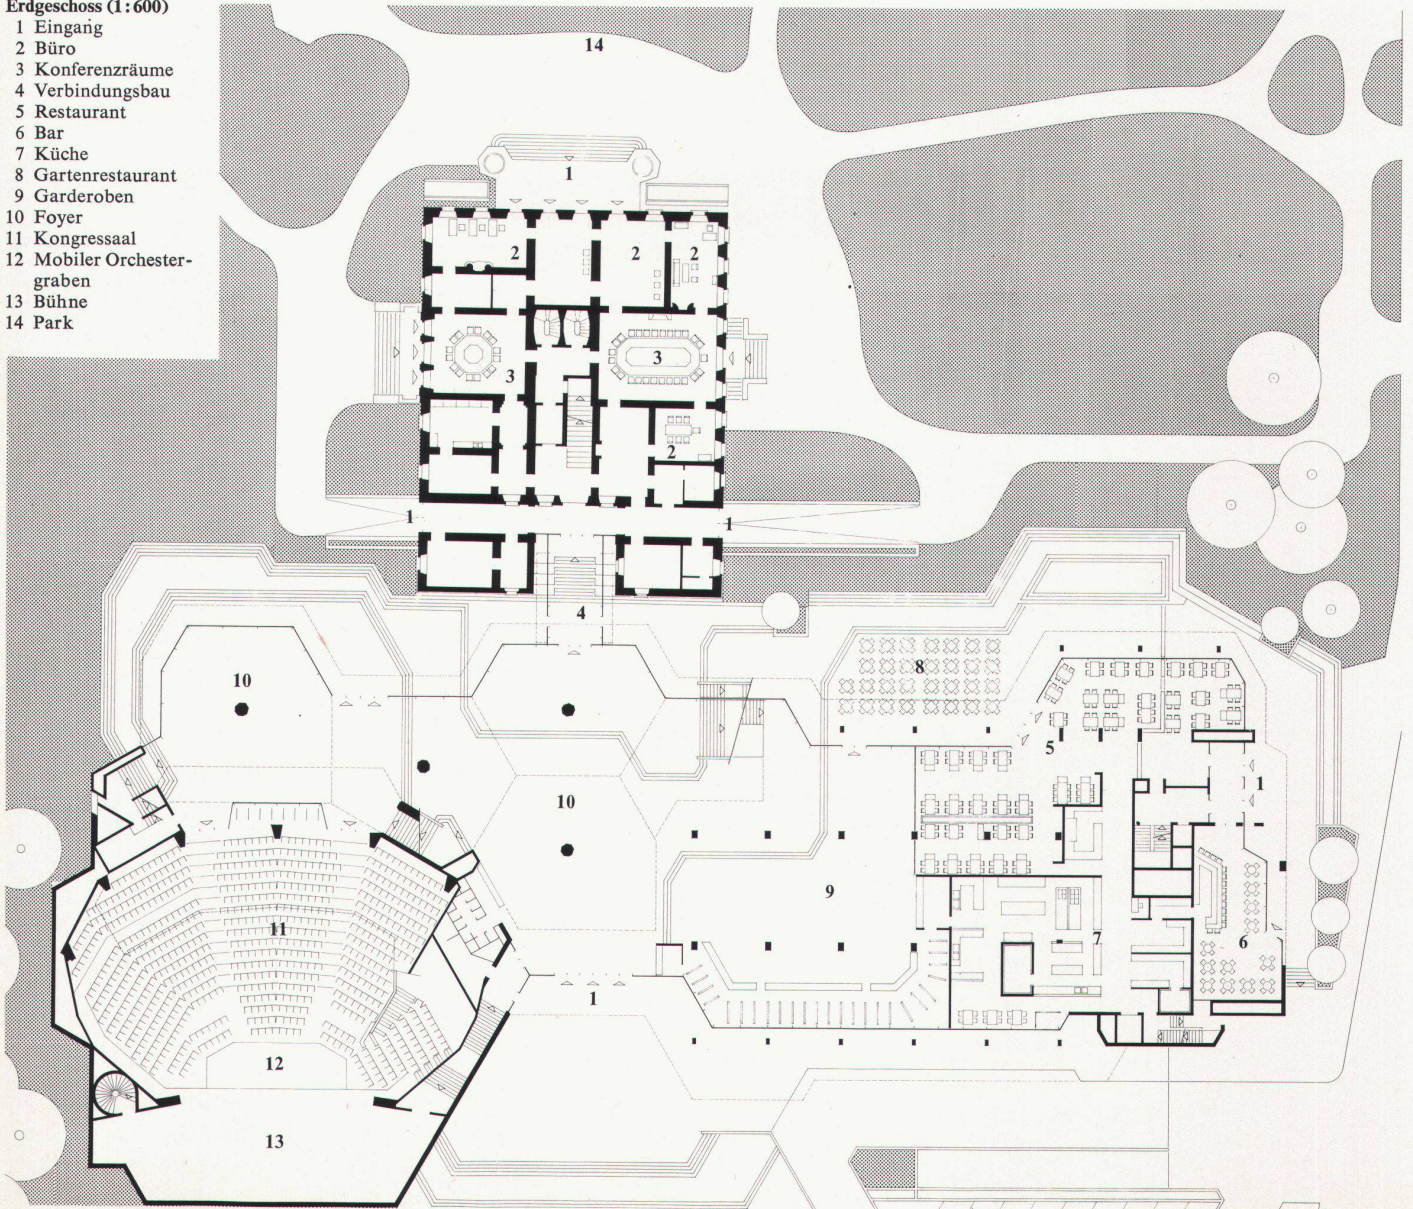 Erdgeschoss (1:600)
1 Eingang
2 Büro
3 Konferenzräume
4 Verbindungsbau
5 Restaurant
6 Bar
7 Küche
8 Gartenrestaurant
9 Garderoben
10 Foyer
11 Kongressaal
12 Mobiler Orchester-
graben
13 Bühne
14 Park
14
1
2 2 2
3
3
2
1 1
4
10
8
5
1
10
9
11
7
6
1
12
13